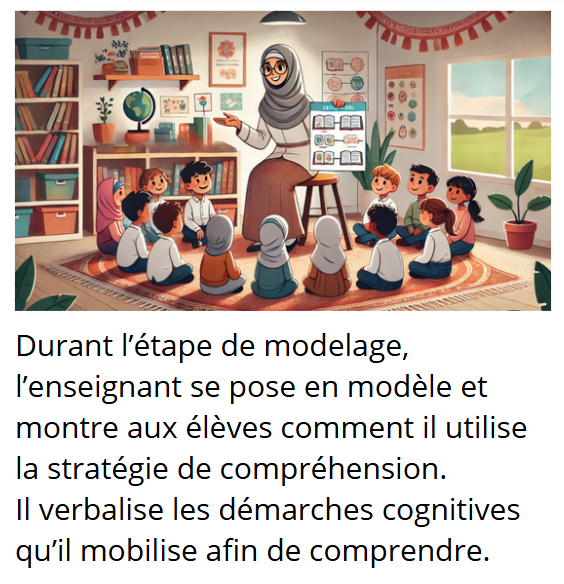 Durant l’étape de modelage,
l’enseignant se pose en modèle et
montre aux élèves comment il utilise
la stratégie de compréhension.
Il verbalise les démarches cognitives
qu’il mobilise afin de comprendre.